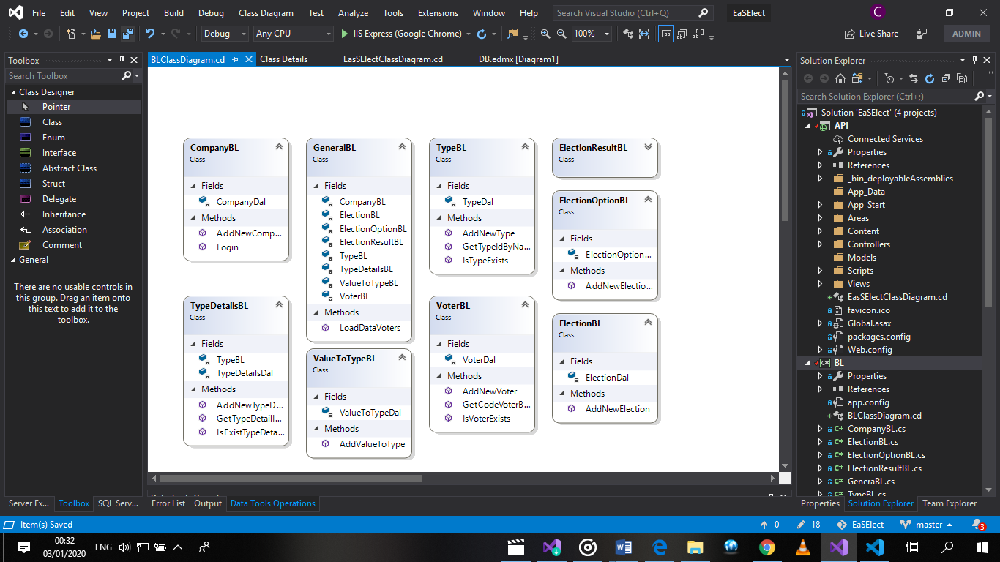 File Edit View Project Build Debug Class Diagram Test Analyze Tools Extensions Window Help Search Visual Studio (Ctrl+Q) EaSElect C
Debug Any CPU IIS Express (Google Chrome) 100% Live Share ADMIN
Toolbox
Search Toolbox
Class Designer
Pointer
Class
Enum
Interface
Abstract Class
Struct
Delegate
Inheritance
Association
Comment
General
There are no usable controls in
this group. Drag an item onto
this text to add it to the
toolbox.
Server Ex... Toolbox SQL Serv...
BLClassDiagram.cd Class Details EasSElectClassDiagram.cd DB.edmx [Diagram1]
CompanyBL
Class
Fields
CompanyDal
Methods
AddNewComp...
Login
GeneralBL
Class
Fields
CompanyBL
ElectionBL
ElectionOptionBL
ElectionResultBL
TypeBL
TypeDetailsBL
ValueToTypeBL
VoterBL
Methods
LoadDataVoters
TypeBL
Class
Fields
TypeDal
Methods
AddNewType
GetTypeIdByNa...
IsTypeExists
ElectionResultBL
Class
ElectionOptionBL
Class
Fields
ElectionOption...
Methods
AddNewElectio...
TypeDetailsBL
Class
Fields
TypeBL
TypeDetailsDal
Methods
AddNewTypeD...
GetTypeDetailI...
IsExistTypeDeta...
ValueToTypeBL
Class
Fields
ValueToTypeDal
Methods
AddValueToType
VoterBL
Class
Fields
VoterDal
Methods
AddNewVoter
GetCodeVoterB...
IsVoterExists
ElectionBL
Class
Fields
ElectionDal
Methods
AddNewElection
Error List Output Data Tools Operations
Solution Explorer
Search Solution Explorer (Ctrl+;)
Solution 'EaSElect' (4 projects)
API
Connected Services
Properties
References
_bin_deployableAssemblies
App_Data
App_Start
Areas
Content
Controllers
Models
Scripts
Views
EasSElectClassDiagram.cd
favicon.ico
Global.asax
packages.config
Web.config
C# BL
Properties
References
app.config
BLClassDiagram.cd
C# CompanyBL.cs
C# ElectionBL.cs
C# ElectionOptionBL.cs
C# ElectionResultBL.cs
C# GeneraBL.cs
C# TypeBL.cs
Properties Solution Explorer Team Explorer
Item(s) Saved 0 18 EaSElect master 3
00:32
03/01/2020
ENG